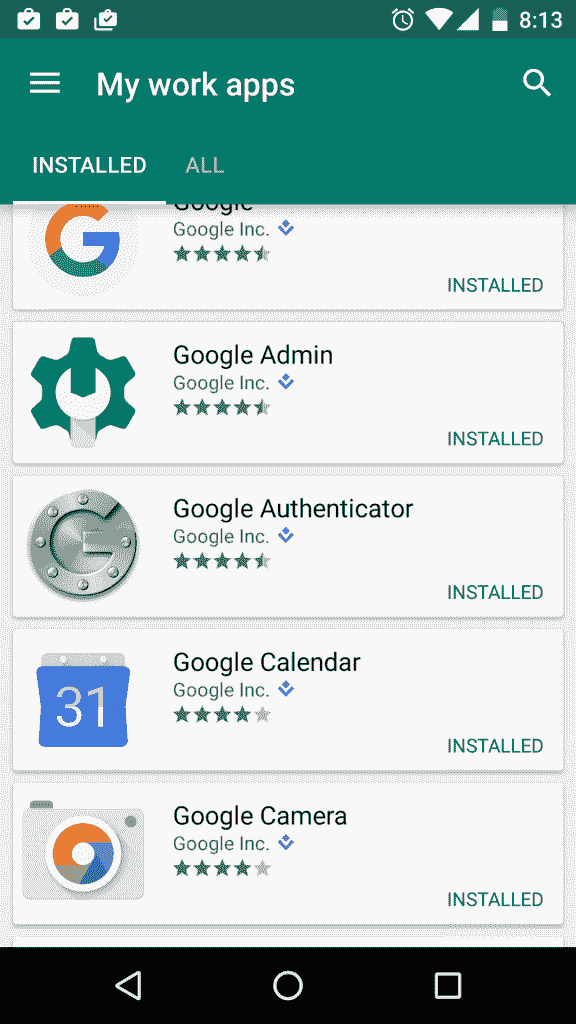 8:13
My work apps
INSTALLED ALL
Google
Google Inc.
INSTALLED
Google Admin
Google Inc.
INSTALLED
Google Authenticator
Google Inc.
INSTALLED
31
Google Calendar
Google Inc.
INSTALLED
Google Camera
Google Inc.
INSTALLED